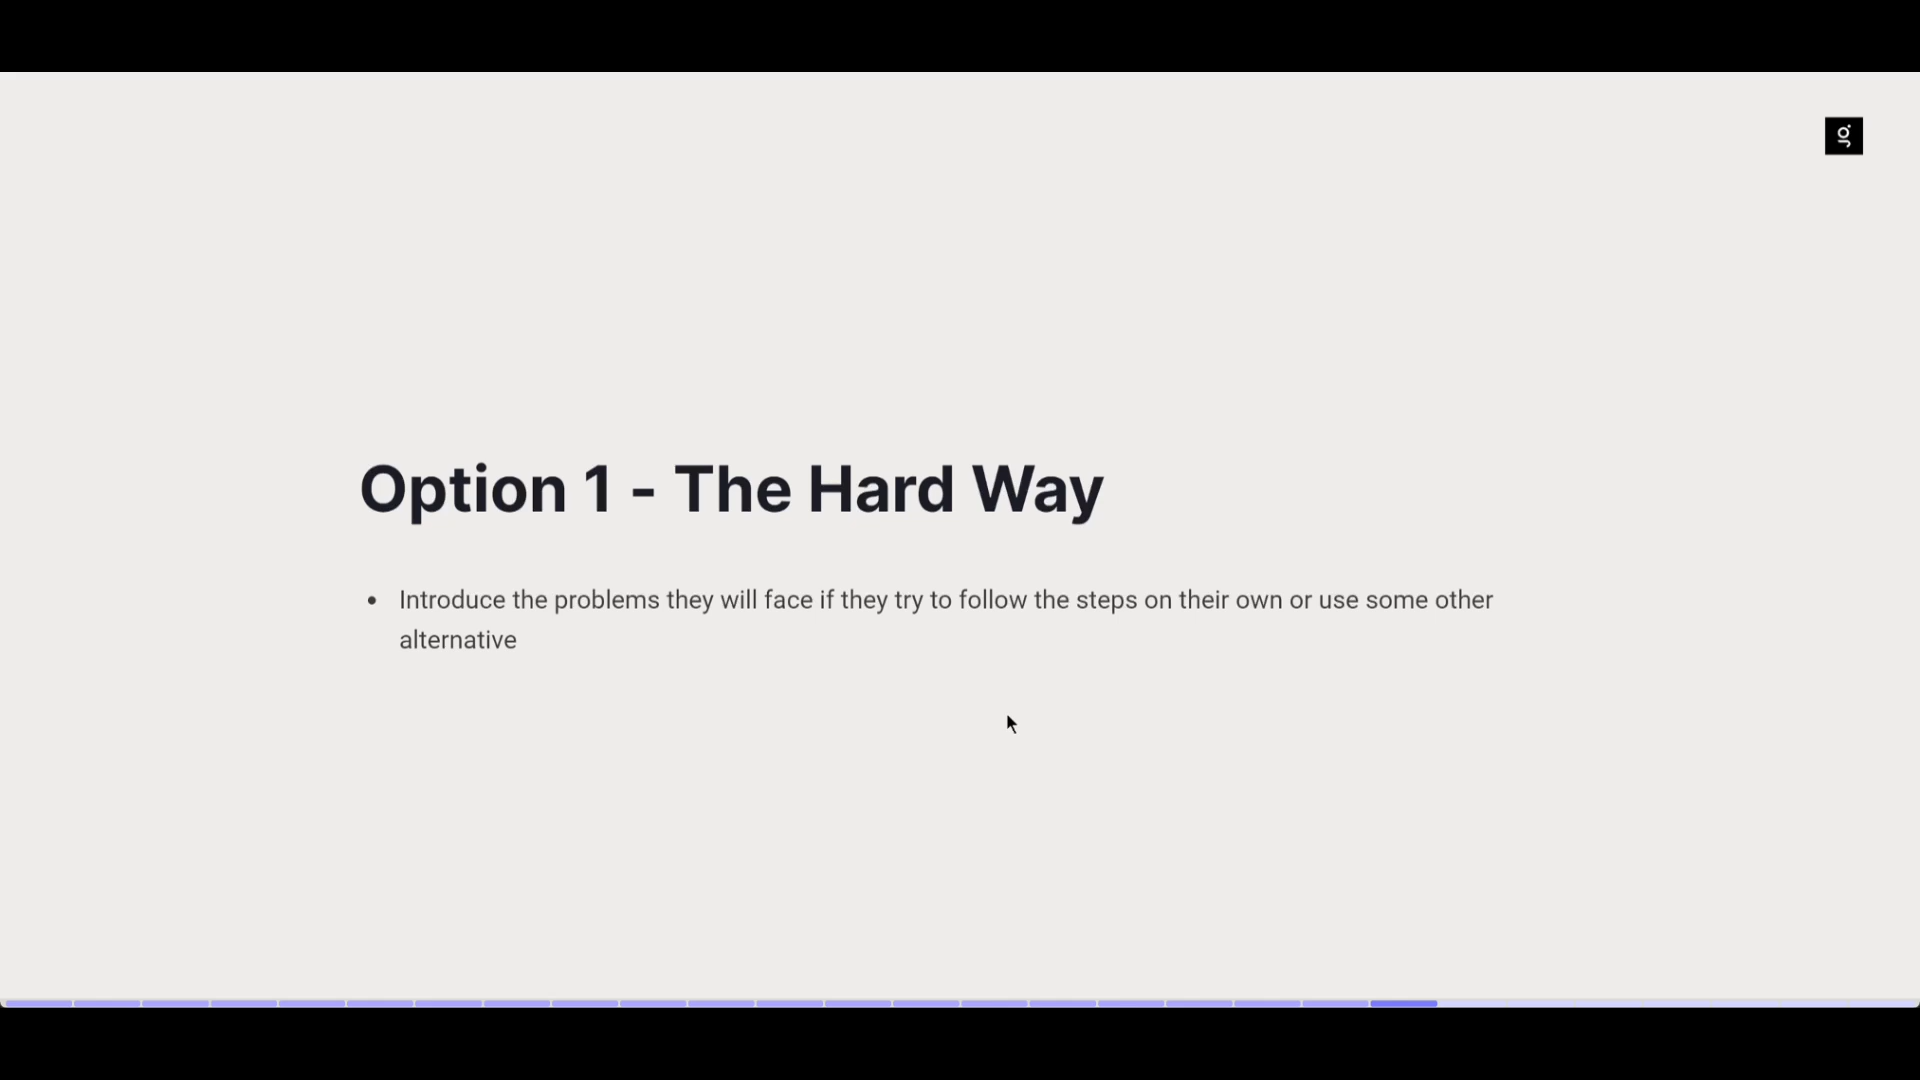 g.
Option 1 - The Hard Way
• Introduce the problems they will face if they try to follow the steps on their own or use some other
alternative